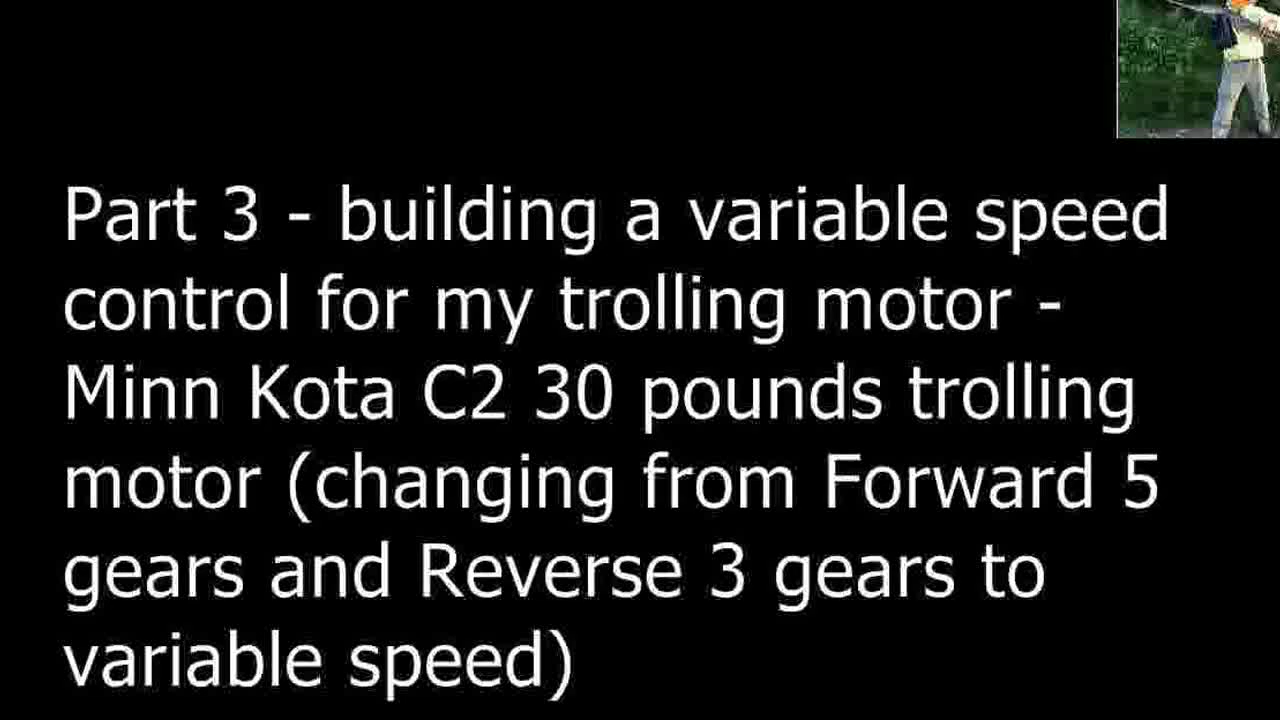 Part 3 - building a variable speed
control for my trolling motor -
Minn Kota C2 30 pounds trolling
motor (changing from Forward 5
gears and Reverse 3 gears to
variable speed)